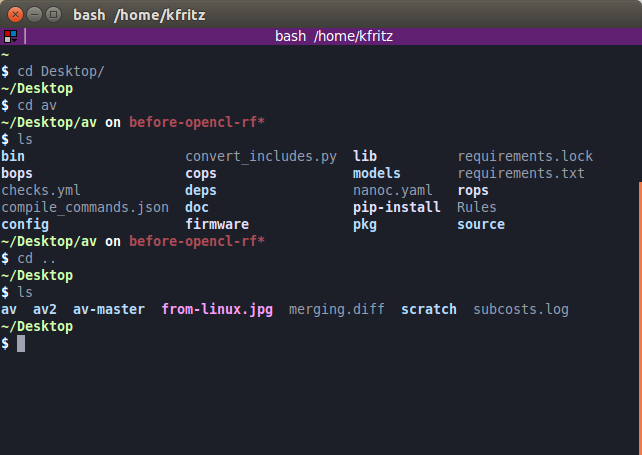 bash /home/kfritz
bash /home/kfritz
~
$ cd Desktop/
~/Desktop
$ cd av
~/Desktop/av on before-opencl-rf*
$ ls
bin convert_includes.py lib requirements.lock
bops cops models requirements.txt
checks.yml deps nanoc.yaml rops
compile_commands.json doc pip-install Rules
config firmware pkg source
~/Desktop/av on before-opencl-rf*
$ cd ..
~/Desktop
$ ls
av av2 av-master from-linux.jpg merging.diff scratch subcosts.log
~/Desktop
$